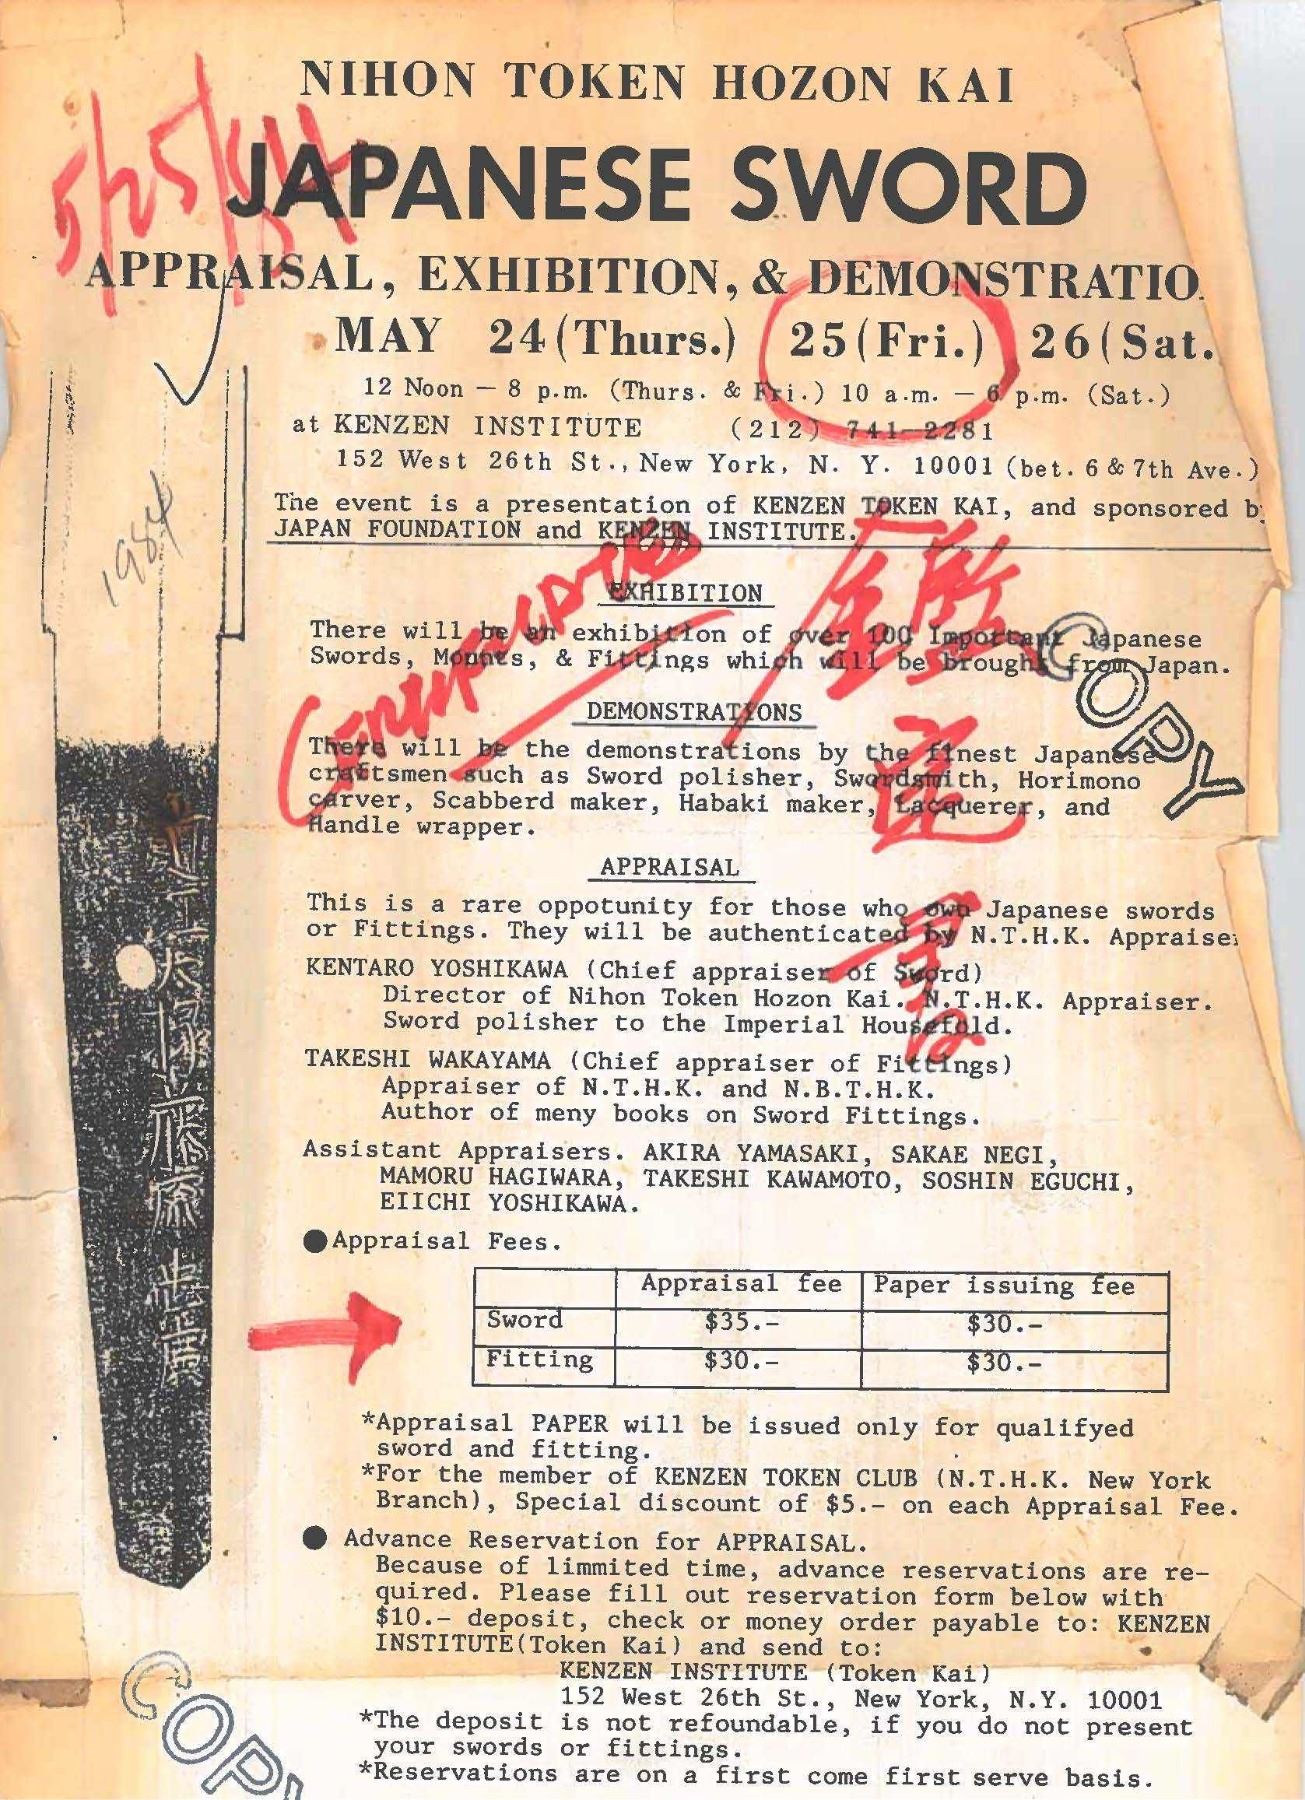 NIHON TOKEN HOZON KAI
5/25/84
JAPANESE SWORD
APPRAISAL, EXHIBITION, & DEMONSTRATIO
MAY 24(Thurs.) 25(Fri.) 26(Sat.
12 Noon — 8 p.m. (Thurs. & Fri.) 10 a.m. — 6 p.m. (Sat.)
at KENZEN INSTITUTE (212) 741—2281
152 West 26th St., New York, N. Y. 10001 (bet. 6 & 7th Ave.)
The event is a presentation of KENZEN TOKEN KAI, and sponsored b
JAPAN FOUNDATION and KENZEN INSTITUTE.
1984
EXHIBITION
There will be an exhibition of over 100 Important Japanese
Swords, Mounts, & Fittings which will be brought from Japan.
COPY
DEMONSTRATIONS
There will be the demonstrations by the finest Japanese
craftsmen such as Sword polisher, Swordsmith, Horimono
carver, Scabberd maker, Habaki maker, Lacquerer, and
Handle wrapper.
APPRAISAL
This is a rare oppotunity for those who own Japanese swords
or Fittings. They will be authenticated by N.T.H.K. Appraise
KENTARO YOSHIKAWA (Chief appraiser of Sword)
Director of Nihon Token Hozon Kai. N.T.H.K. Appraiser.
Sword polisher to the Imperial Household.
TAKESHI WAKAYAMA (Chief appraiser of Fittings)
Appraiser of N.T.H.K. and N.B.T.H.K.
Author of meny books on Sword Fittings.
Assistant Appraisers. AKIRA YAMASAKI, SAKAE NEGI,
MAMORU HAGIWARA, TAKESHI KAWAMOTO, SOSHIN EGUCHI,
EIICHI YOSHIKAWA.
●Appraisal Fees.
Appraisal fee Paper issuing fee
Sword $35.- $30.-
Fitting $30.- $30.-
*Appraisal PAPER will be issued only for qualifyed
sword and fitting.
*For the member of KENZEN TOKEN CLUB (N.T.H.K. New York
Branch), Special discount of $5.- on each Appraisal Fee.
● Advance Reservation for APPRAISAL.
Because of limmited time, advance reservations are re-
quired. Please fill out reservation form below with
$10.- deposit, check or money order payable to: KENZEN
INSTITUTE(Token Kai) and send to:
KENZEN INSTITUTE (Token Kai)
152 West 26th St., New York, N.Y. 10001
*The deposit is not refoundable, if you do not present
your swords or fittings.
*Reservations are on a first come first serve basis.
COPY